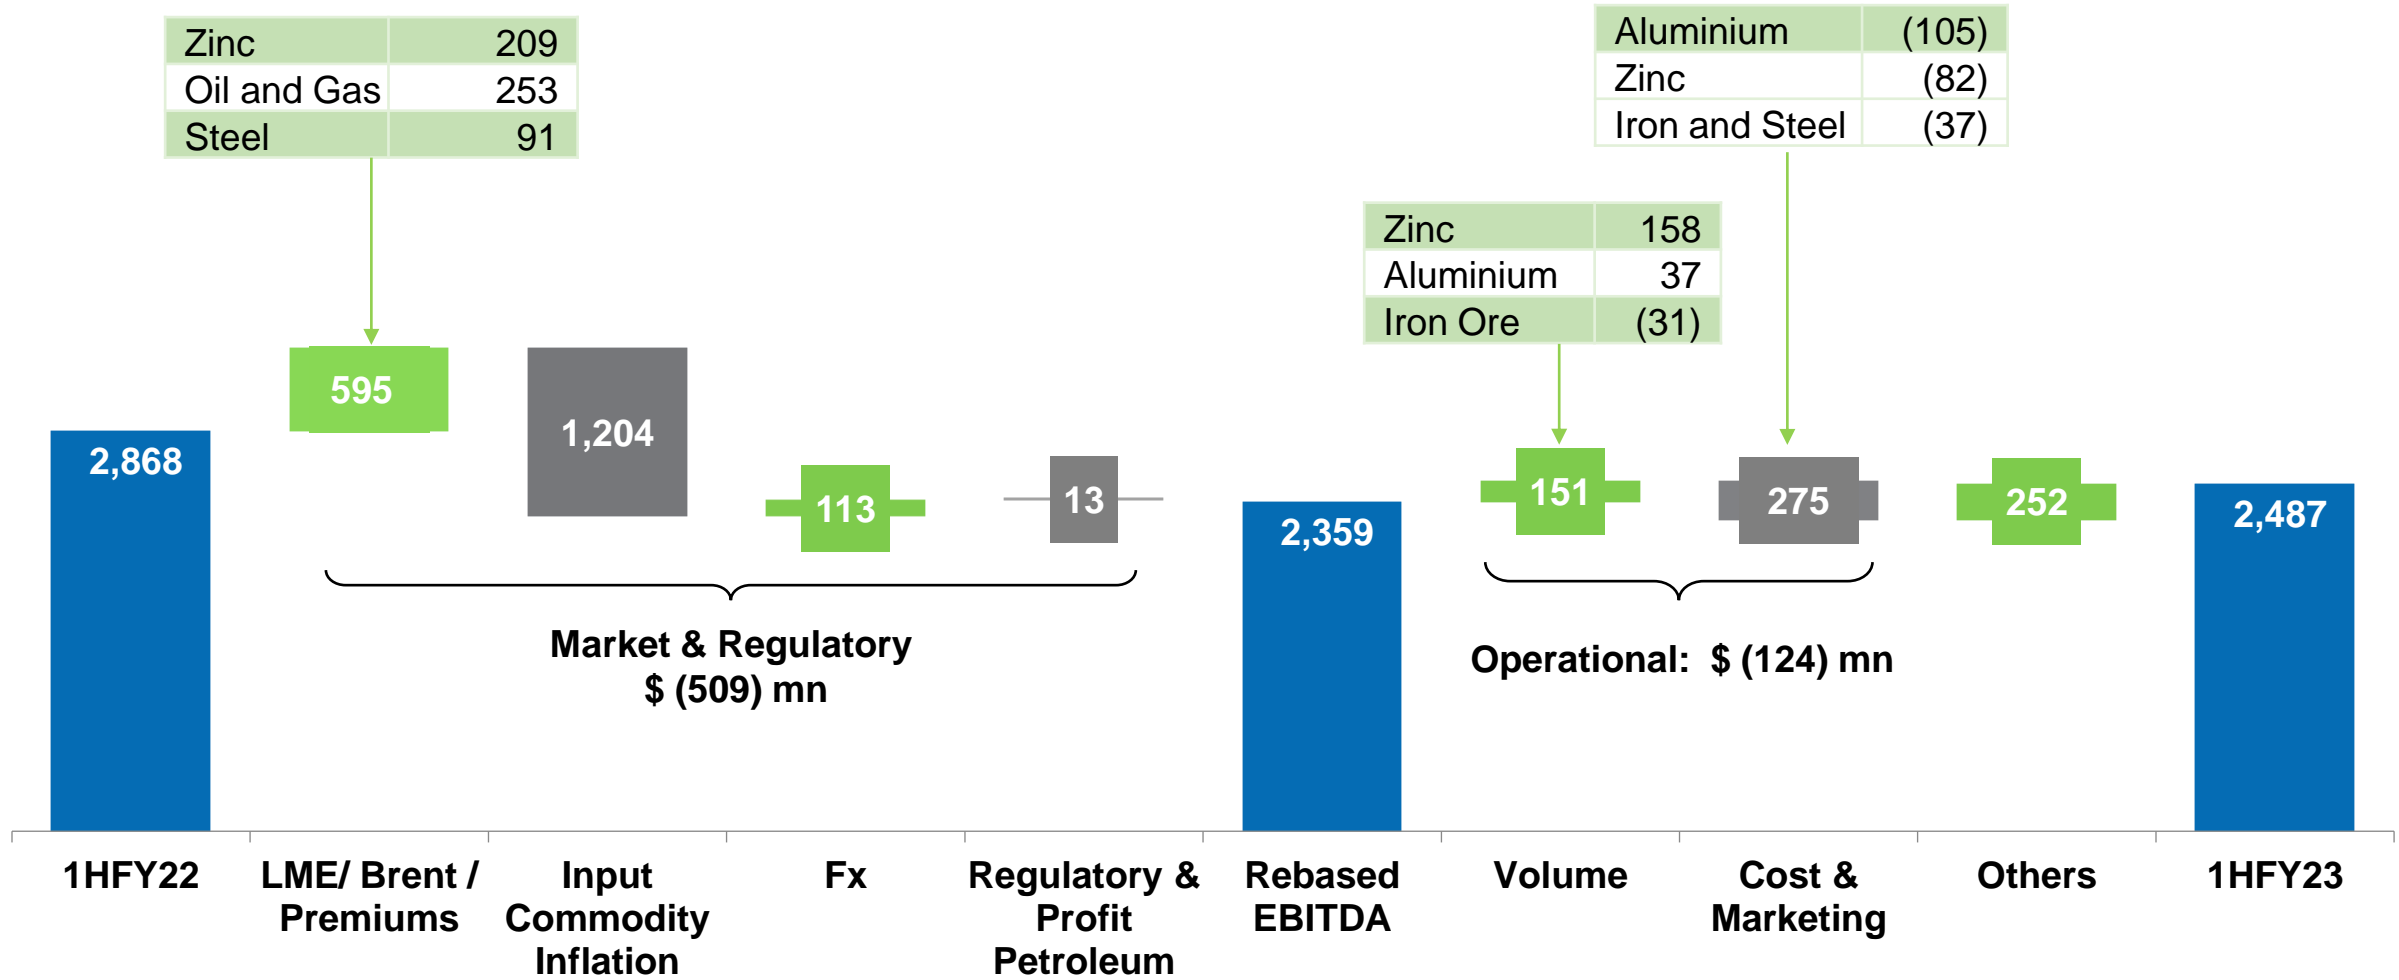 Zinc 209
Oil and Gas 253
Steel 91
Aluminium (105)
Zinc (82)
Iron and Steel (37)
Zinc 158
Aluminium 37
Iron Ore (31)
2,868
595
1,204
113
13
2,359
151
275
252
2,487
Market & Regulatory
$ (509) mn
Operational: $ (124) mn
1HFY22
LME/ Brent /
Premiums
Input
Commodity
Inflation
Fx
Regulatory &
Profit
Petroleum
Rebased
EBITDA
Volume
Cost &
Marketing
Others
1HFY23